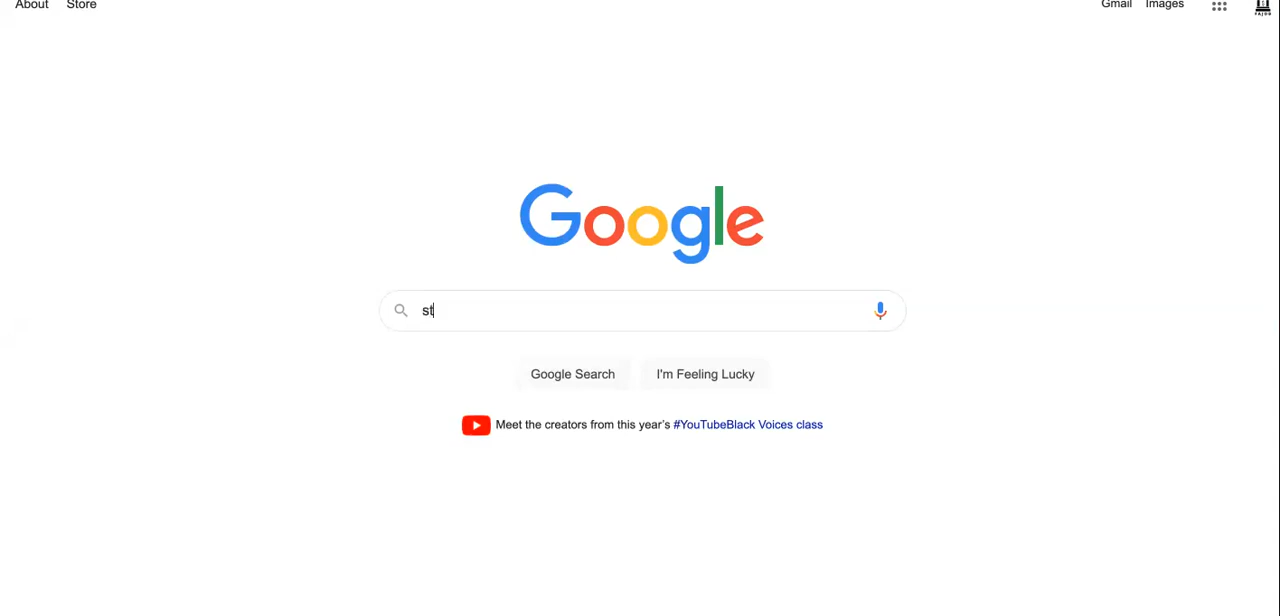 About Store Gmail Images
Google
st
Google Search I'm Feeling Lucky
Meet the creators from this year's #YouTubeBlack Voices class